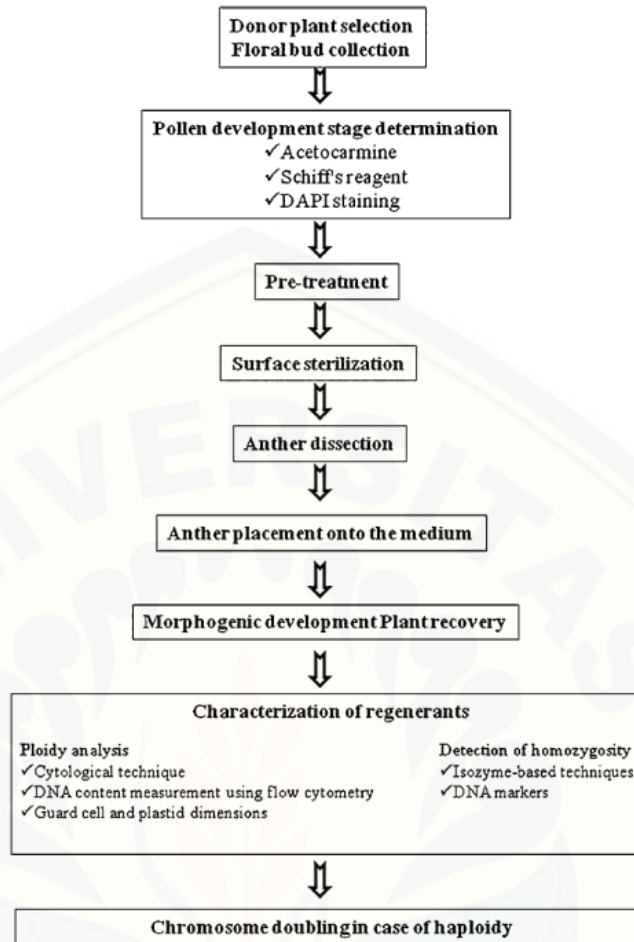 Donor plant selection
Floral bud collection
Pollen development stage determination
✓Acetocarmine
✓Schiff's reagent
✓DAPI staining
Pre-treatment
Surface sterilization
Anther dissection
Anther placement onto the medium
Morphogenic development Plant recovery
Characterization of regenerants
Ploidy analysis
✓Cytological technique
✓DNA content measurement using flow cytometry
✓Guard cell and plastid dimensions
Detection of homozygosity
✓Isozyme-based techniques
✓DNA markers
Chromosome doubling in case of haploidy
IVERSITAS